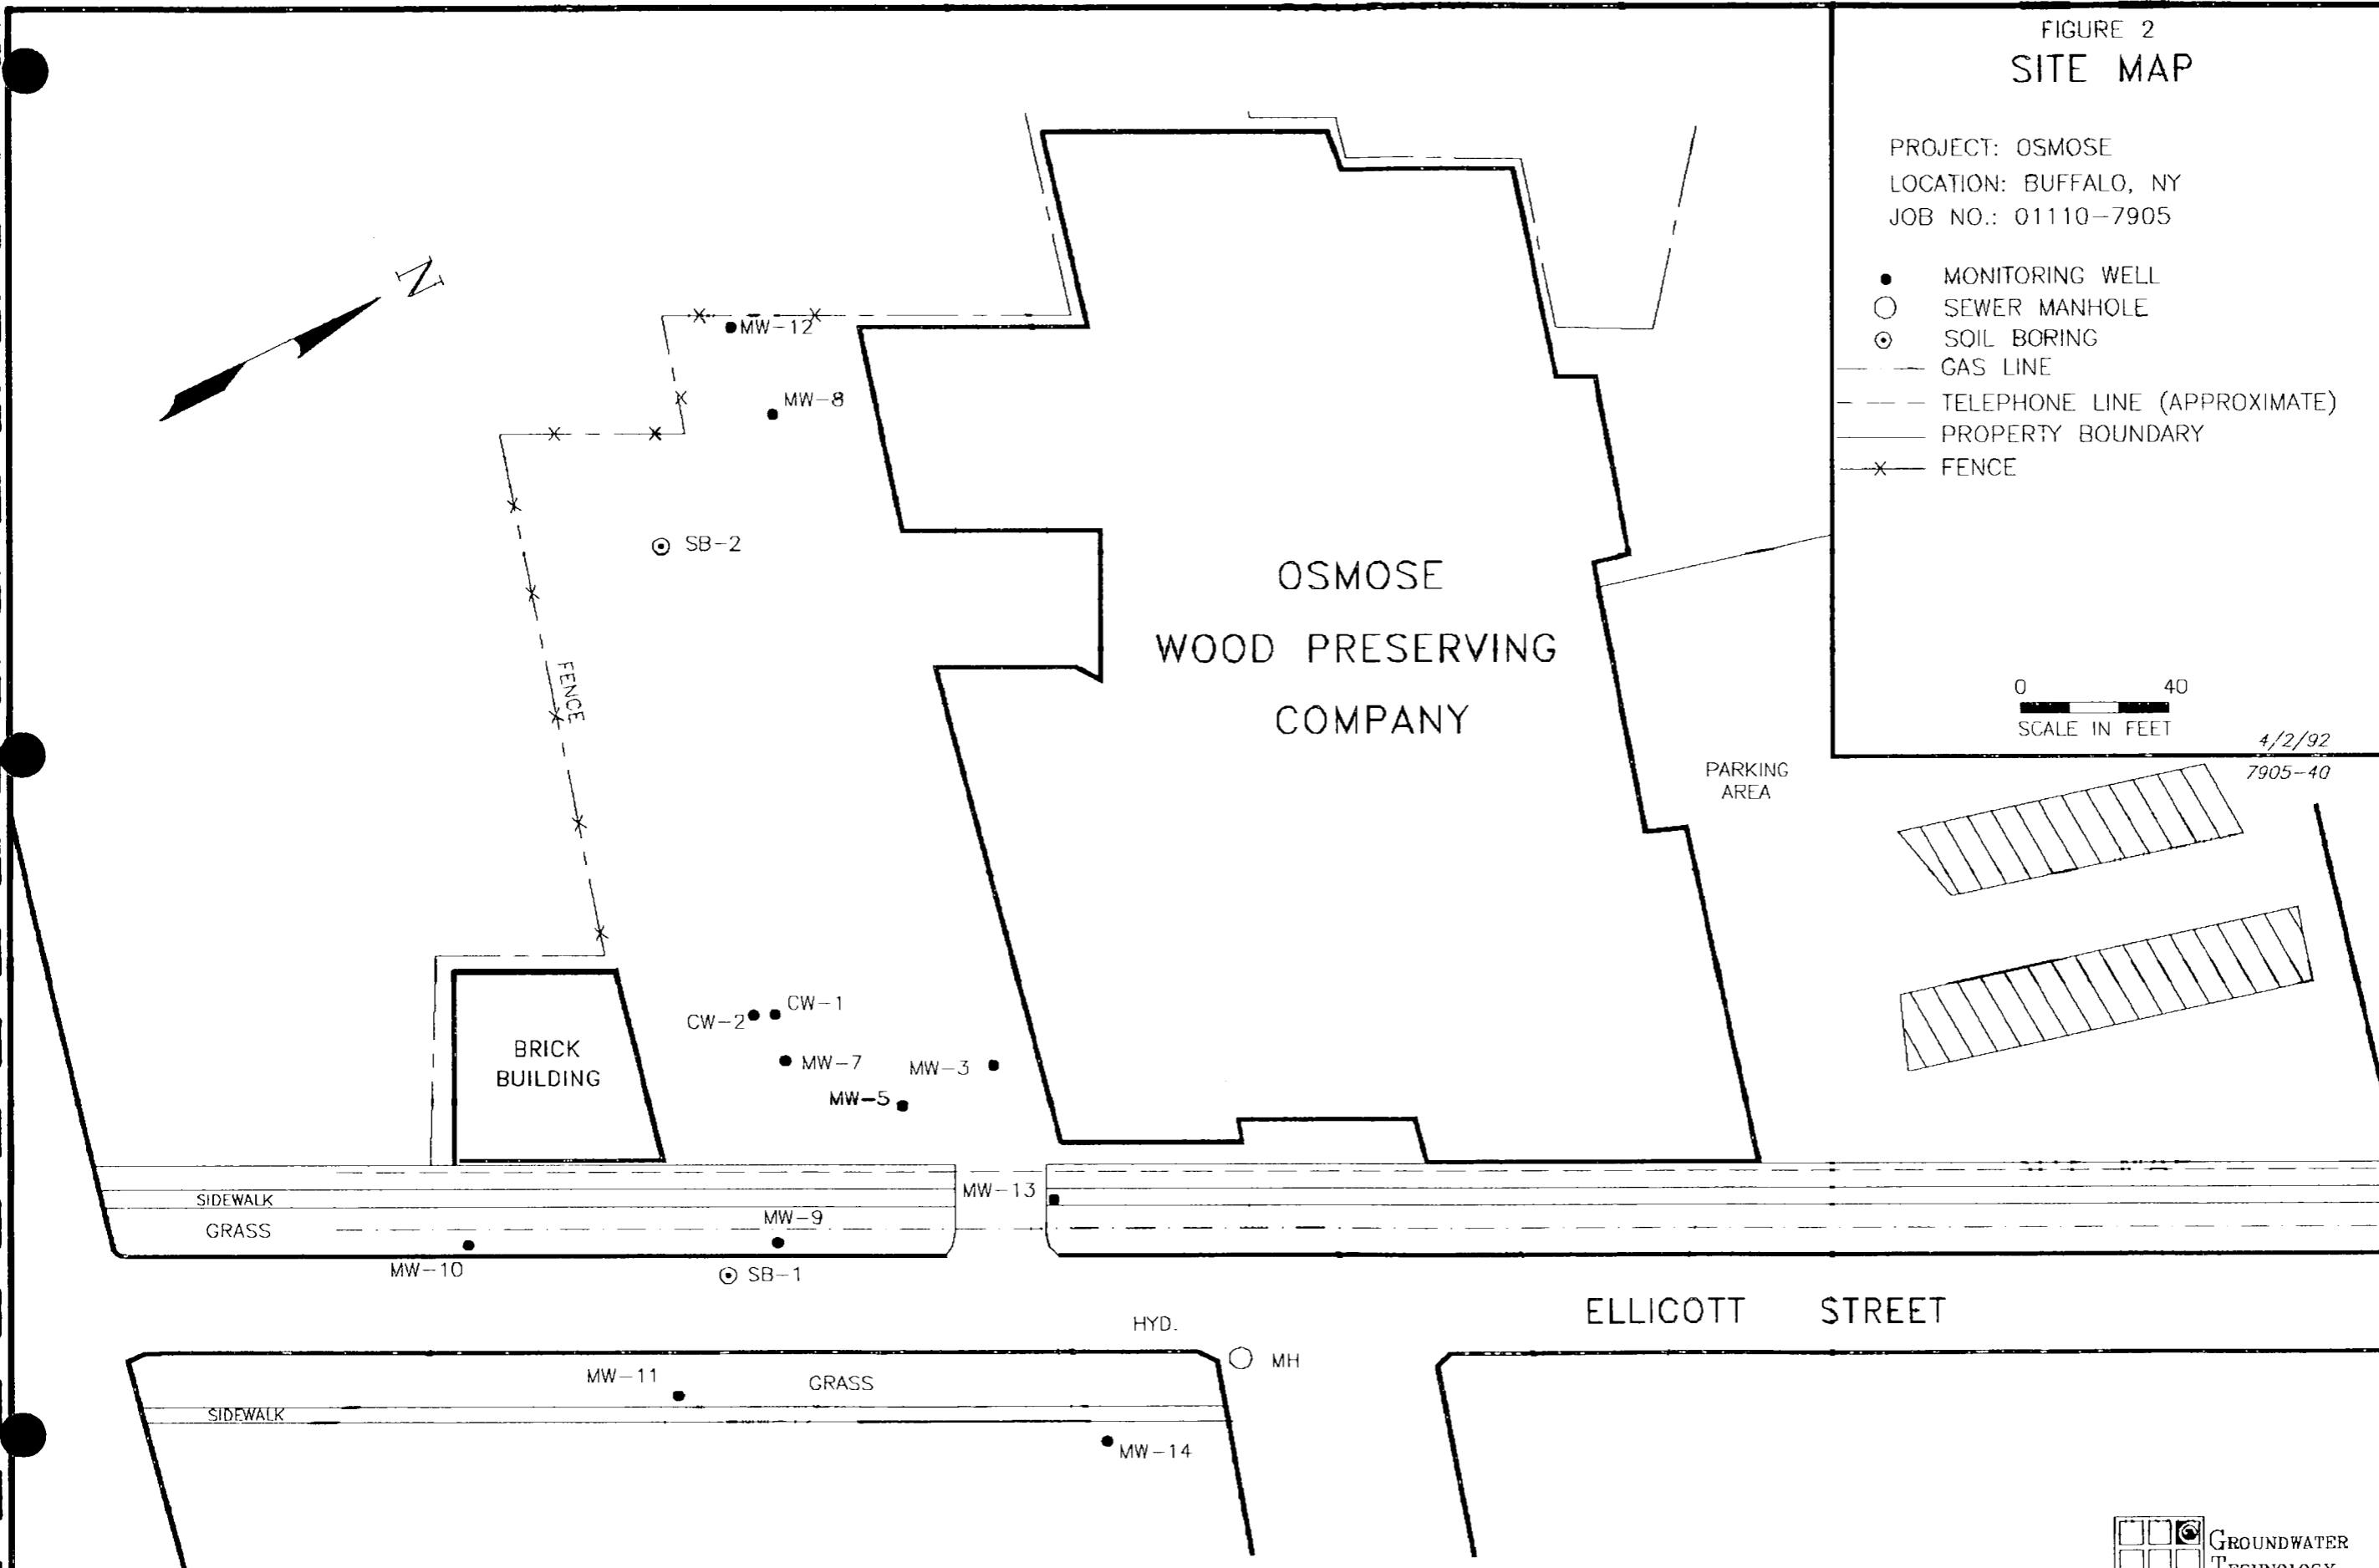 FIGURE 2
SITE MAP
PROJECT: OSMOSE
LOCATION: BUFFALO, NY
JOB NO.: 01110-7905
MONITORING WELL
SEWER MANHOLE
SOIL BORING
GAS LINE
TELEPHONE LINE (APPROXIMATE)
PROPERTY BOUNDARY
X FENCE
0 40
SCALE IN FEET
4/2/92
7905-40
N
MW-12
MW-8
SB-2
FENCE
OSMOSE
WOOD PRESERVING
COMPANY
PARKING
AREA
CW-1
CW-2
MW-7
MW-3
MW-5
BRICK
BUILDING
MW-13
SIDEWALK
MW-9
GRASS
MW-10
SB-1
ELLICOTT STREET
HYD.
MH
MW-11
GRASS
SIDEWALK
MW-14
GROUNDWATER
TECHNOLOGY